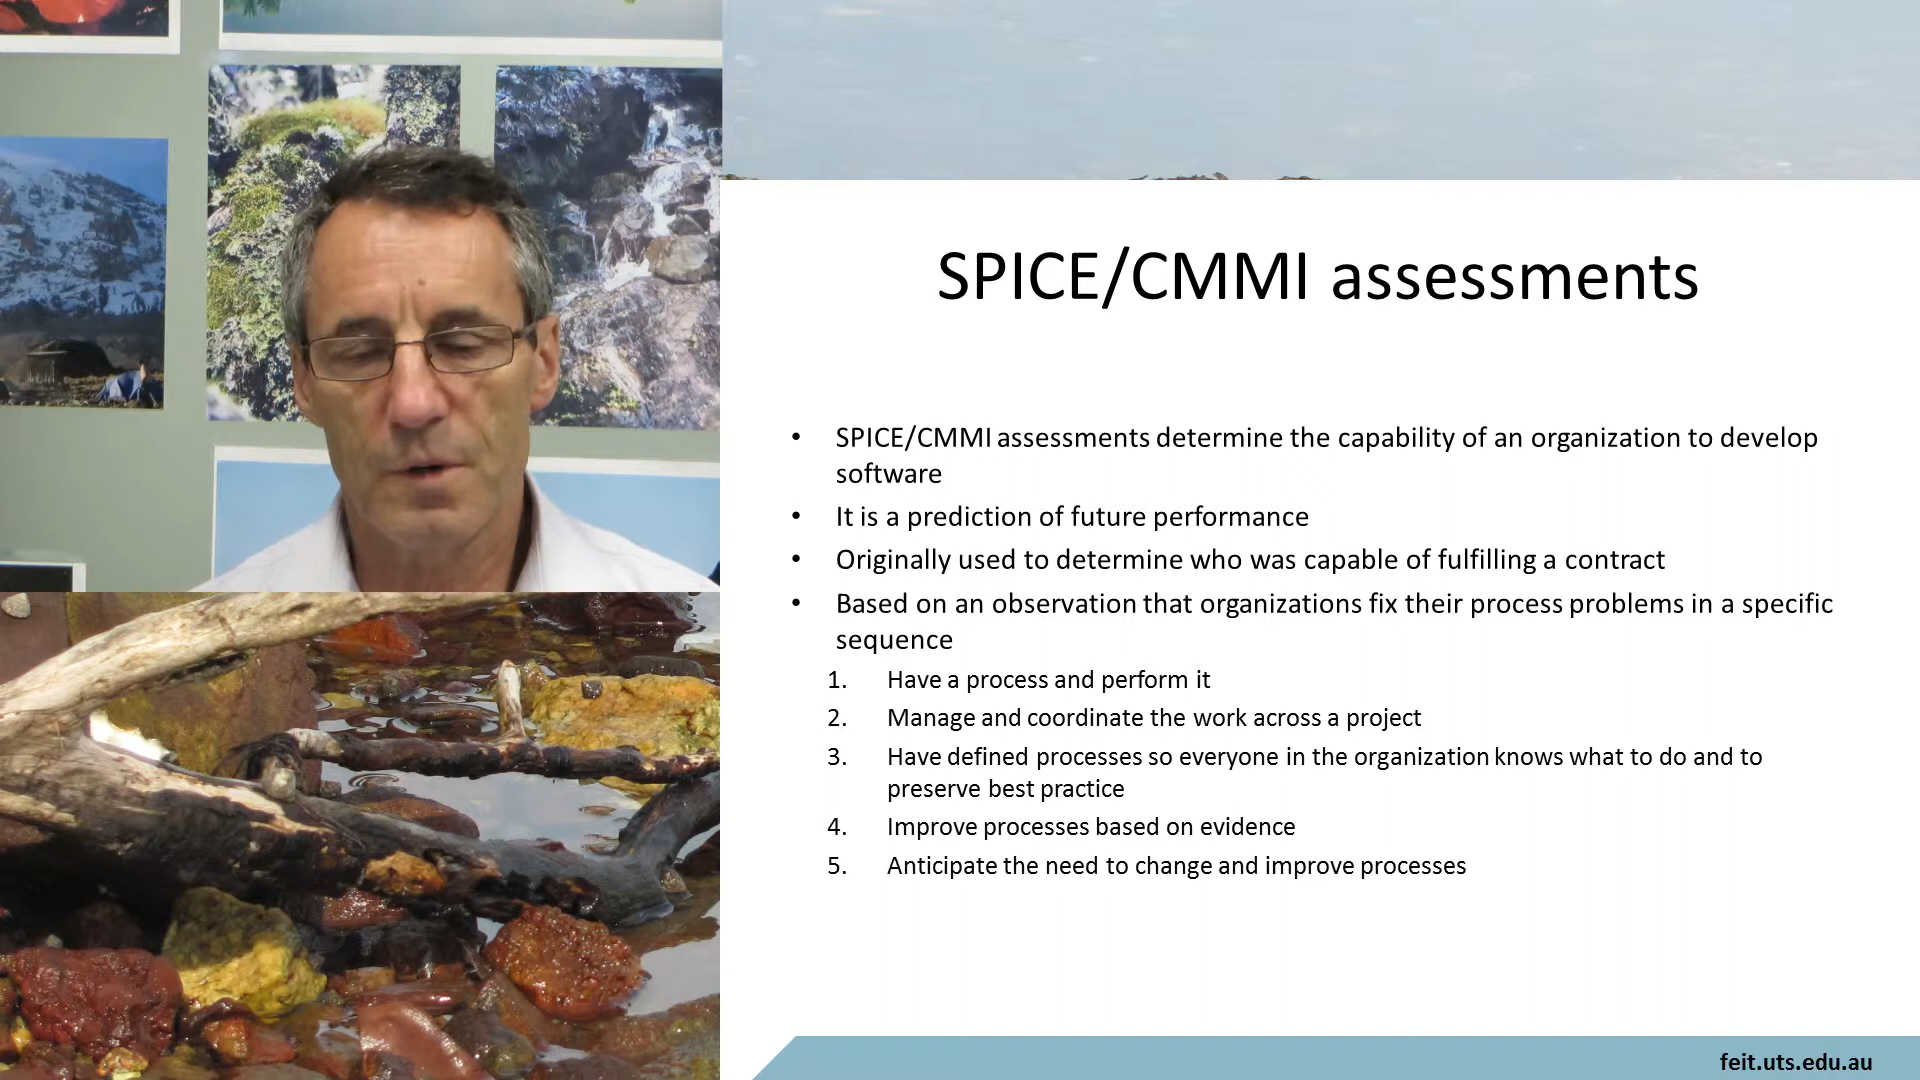 SPICE/CMMI assessments
• SPICE/CMMI assessments determine the capability of an organization to develop
software
• It is a prediction of future performance
• Originally used to determine who was capable of fulfilling a contract
• Based on an observation that organizations fix their process problems in a specific
sequence
1. Have a process and perform it
2. Manage and coordinate the work across a project
3. Have defined processes so everyone in the organization knows what to do and to
preserve best practice
4. Improve processes based on evidence
5. Anticipate the need to change and improve processes
feit.uts.edu.au